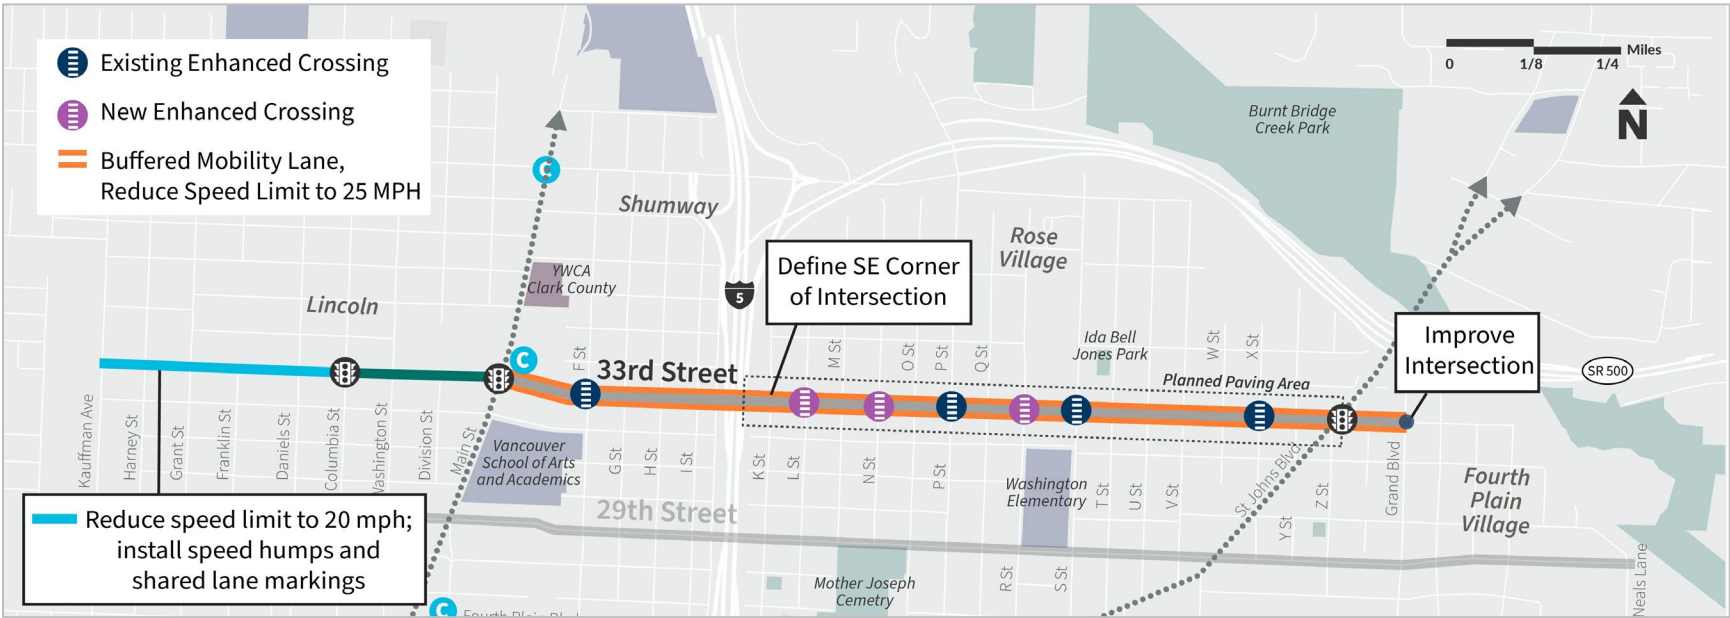 Existing Enhanced Crossing
New Enhanced Crossing
Buffered Mobility Lane,
Reduce Speed Limit to 25 MPH
Miles
0 1/8 1/4
N
Burnt Bridge
Creek Park
C
Shumway
Rose
Village
YWCA
Clark County
Lincoln
5
Define SE Corner
of Intersection
Ida Bell
Jones Park
Improve
Intersection
SR 500
C
F St
33rd Street
M St
O St
P St
Q St
W St
X St
Planned Paving Area
Kauffman Ave
Harney St
Grant St
Franklin St
Daniels St
Columbia St
Washington St
Division St
Main St
Vancouver
School of Arts
and Academics
G St
H St
I St
K St
L St
N St
P St
Washington
Elementary
T St
U St
V St
St Johns Blvd
Y St
Z St
Grand Blvd
Fourth
Plain
Village
29th Street
Reduce speed limit to 20 mph;
install speed humps and
shared lane markings
Mother Joseph
Cemetry
R St
S St
Neals Lane
C
Fourth Plain Blvd